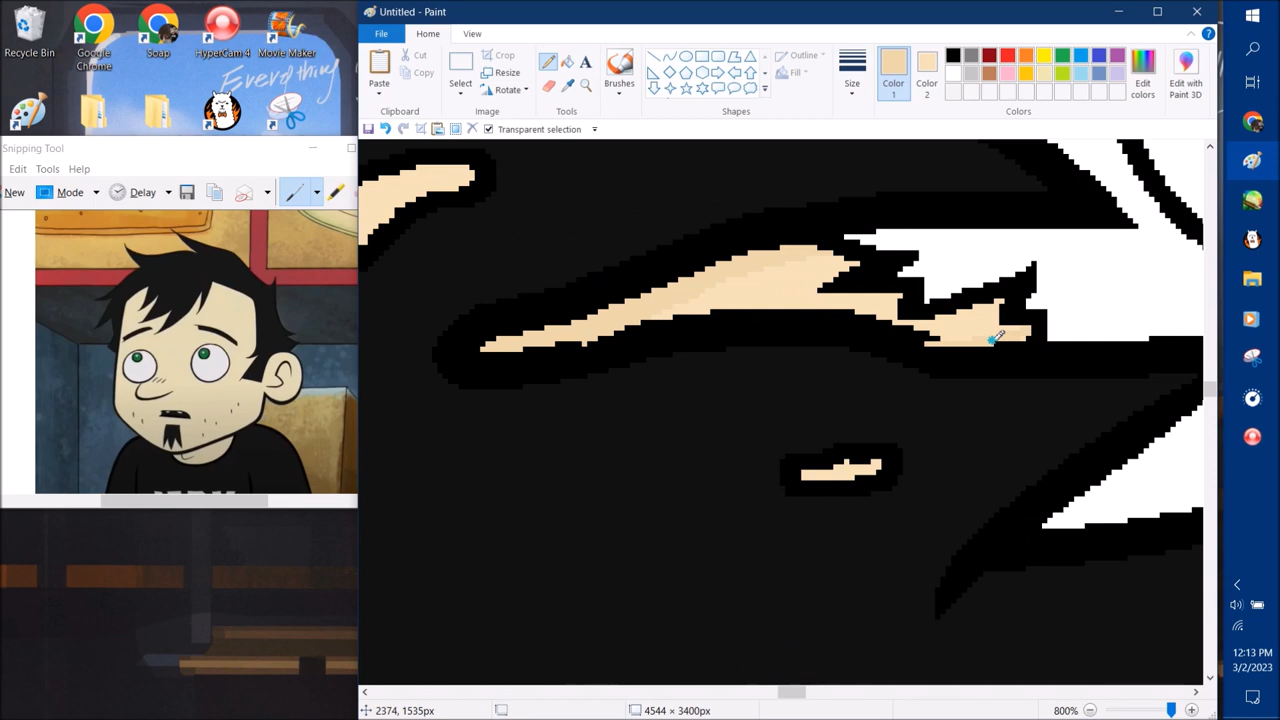 Untitled - Paint
File
Home
View
Paste
Cut
Copy
Clipboard
Select
Crop
Resize
Rotate
Image
Tools
Brushes
Shapes
Outline
Fill
Size
Color
1
Color
2
Colors
Edit
colors
Edit with
Paint 3D
Transparent selection
Recycle Bin
Google
Chrome
Soap
HyperCam 4
Movie Maker
Everything
Snipping Tool
Edit
Tools
Help
New
Mode
Delay
2374, 1535px
4544 × 3400px
800%
12:13 PM
3/2/2023